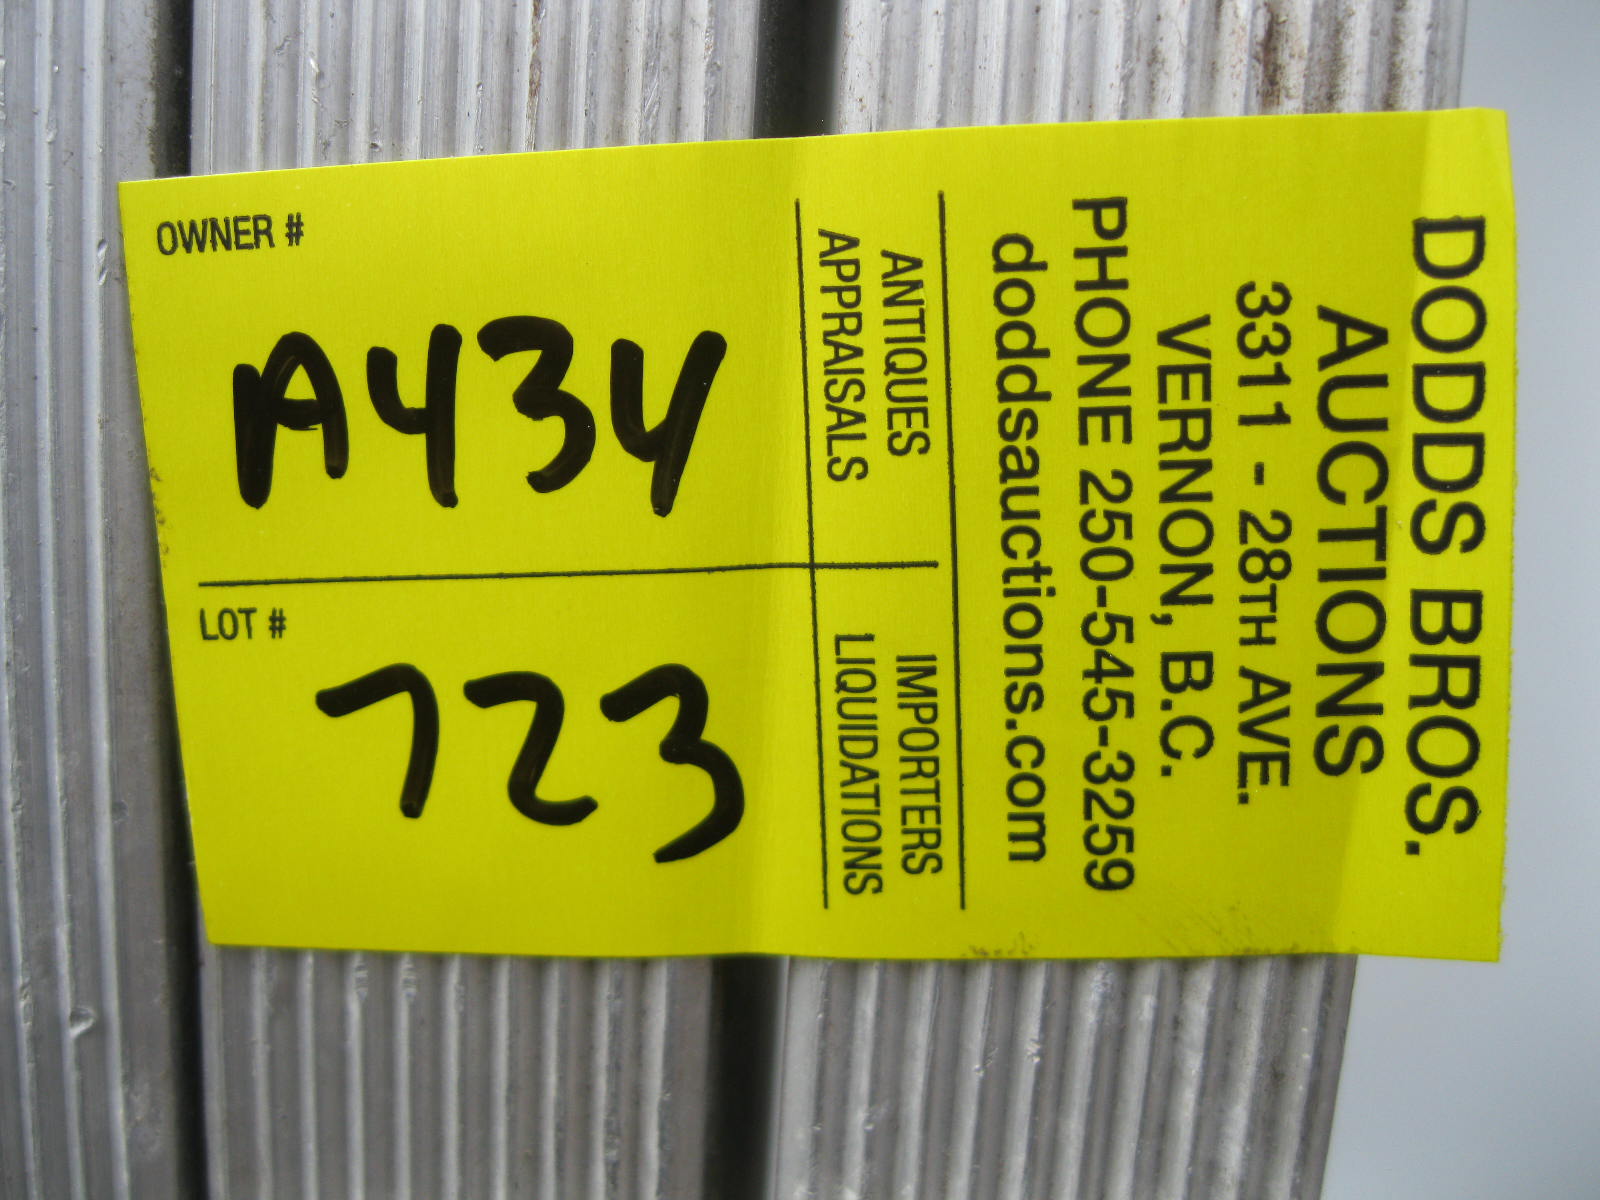 DODDS BROS.
AUCTIONS
3311 - 28TH AVE.
VERNON, B.C.
PHONE 250-545-3259
doddsauctions.com
ANTIQUES
APPRAISALS
IMPORTERS
LIQUIDATIONS
OWNER #
A434
LOT #
723